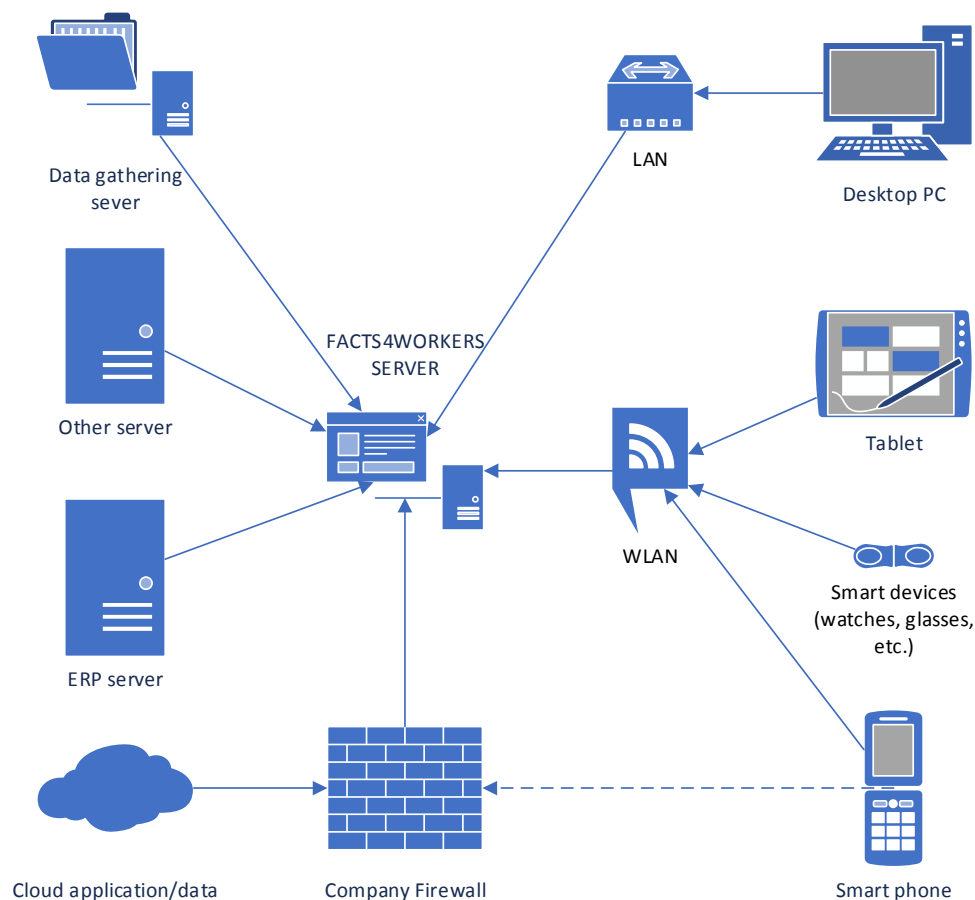 LAN
Data gathering
sever
Desktop PC
FACTS4WORKERS
SERVER
Other server
Tablet
WLAN
Smart devices
(watches, glasses,
etc.)
ERP server
Cloud application/data
Company Firewall
Smart phone